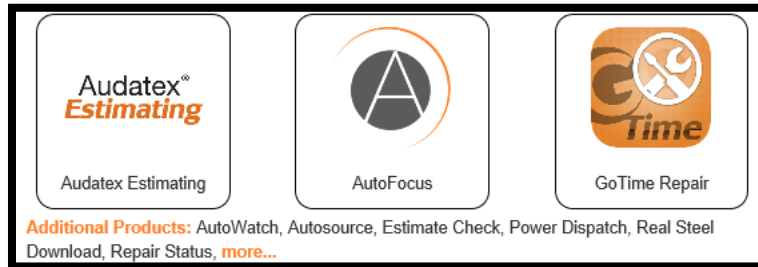 Audatex®
Estimating
A
G
Time
Audatex Estimating
AutoFocus
GoTime Repair
Additional Products: AutoWatch, Autosource, Estimate Check, Power Dispatch, Real Steel
Download, Repair Status, more...